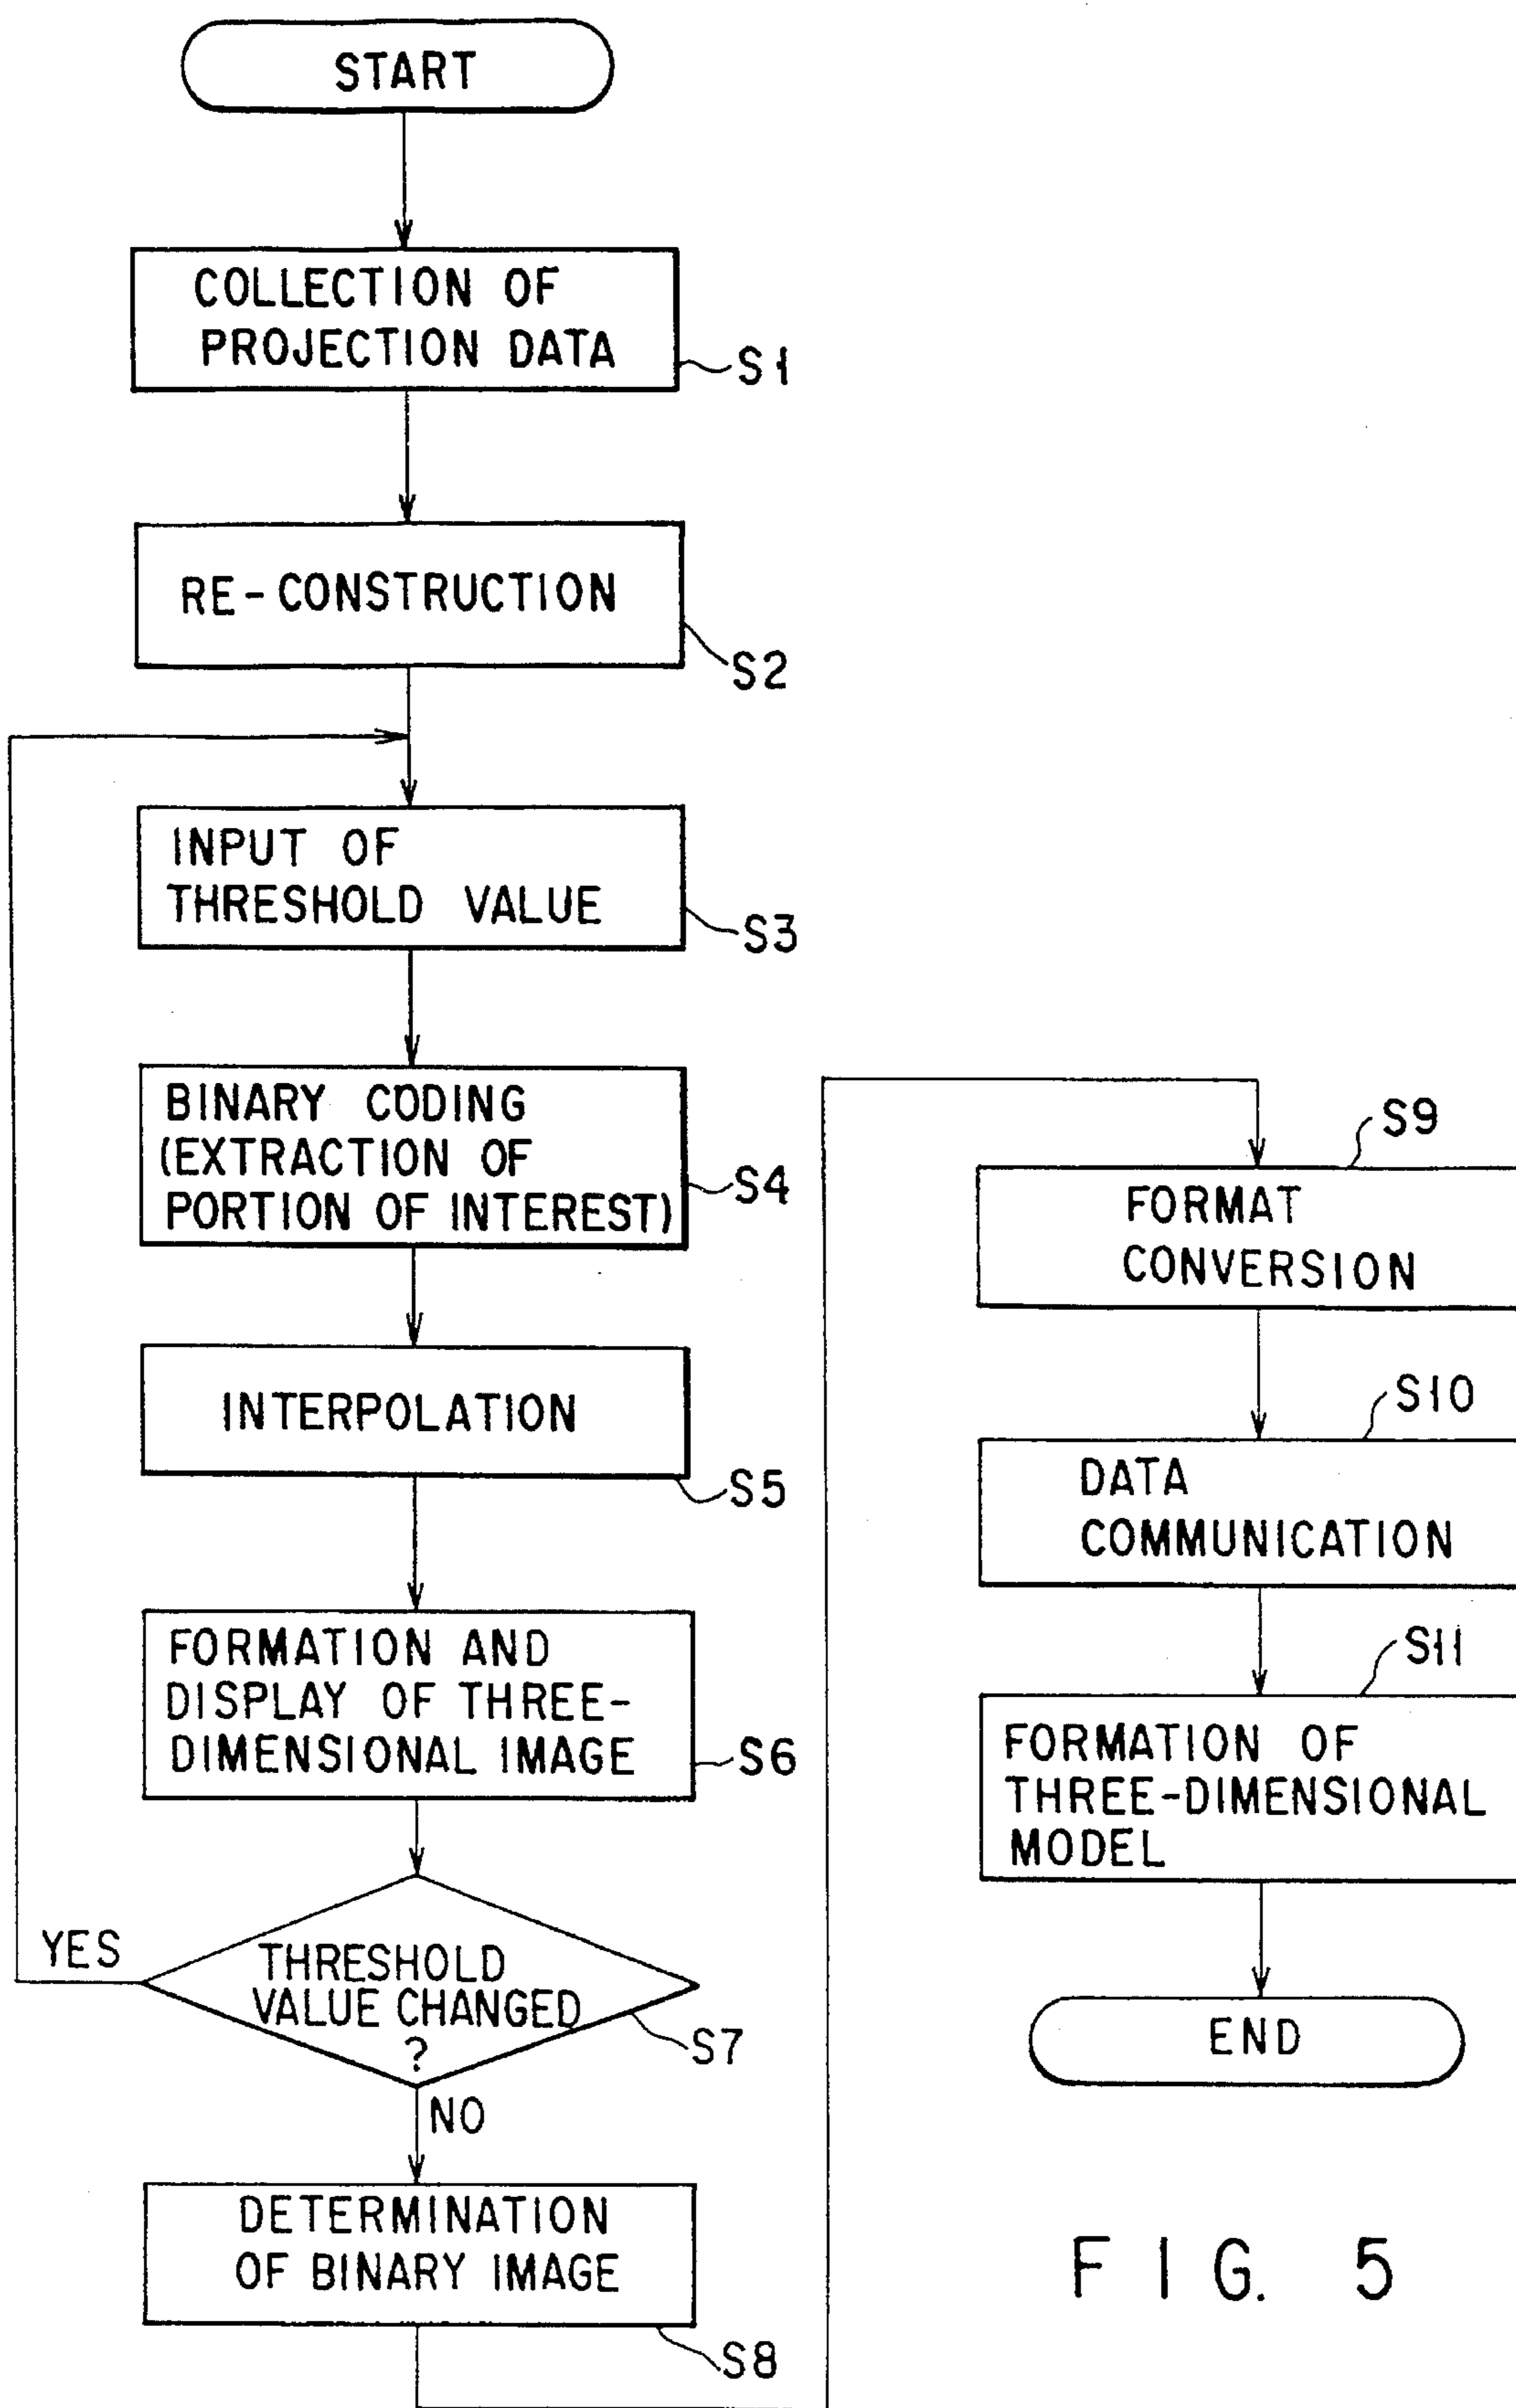 START
COLLECTION OF
PROJECTION DATA
S1
RE-CONSTRUCTION
S2
INPUT OF
THRESHOLD VALUE
S3
BINARY CODING
(EXTRACTION OF
PORTION OF INTEREST)
S4
INTERPOLATION
S5
FORMATION AND
DISPLAY OF THREE-
DIMENSIONAL IMAGE
S6
YES
THRESHOLD
VALUE CHANGED
?
S7
NO
DETERMINATION
OF BINARY IMAGE
S8
S9
FORMAT
CONVERSION
S10
DATA
COMMUNICATION
S11
FORMATION OF
THREE-DIMENSIONAL
MODEL
END
FIG. 5